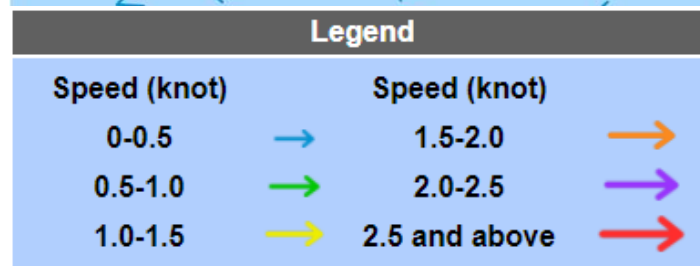 Legend
Speed (knot) Speed (knot)
0-0.5 1.5-2.0
0.5-1.0 2.0-2.5
1.0-1.5 2.5 and above